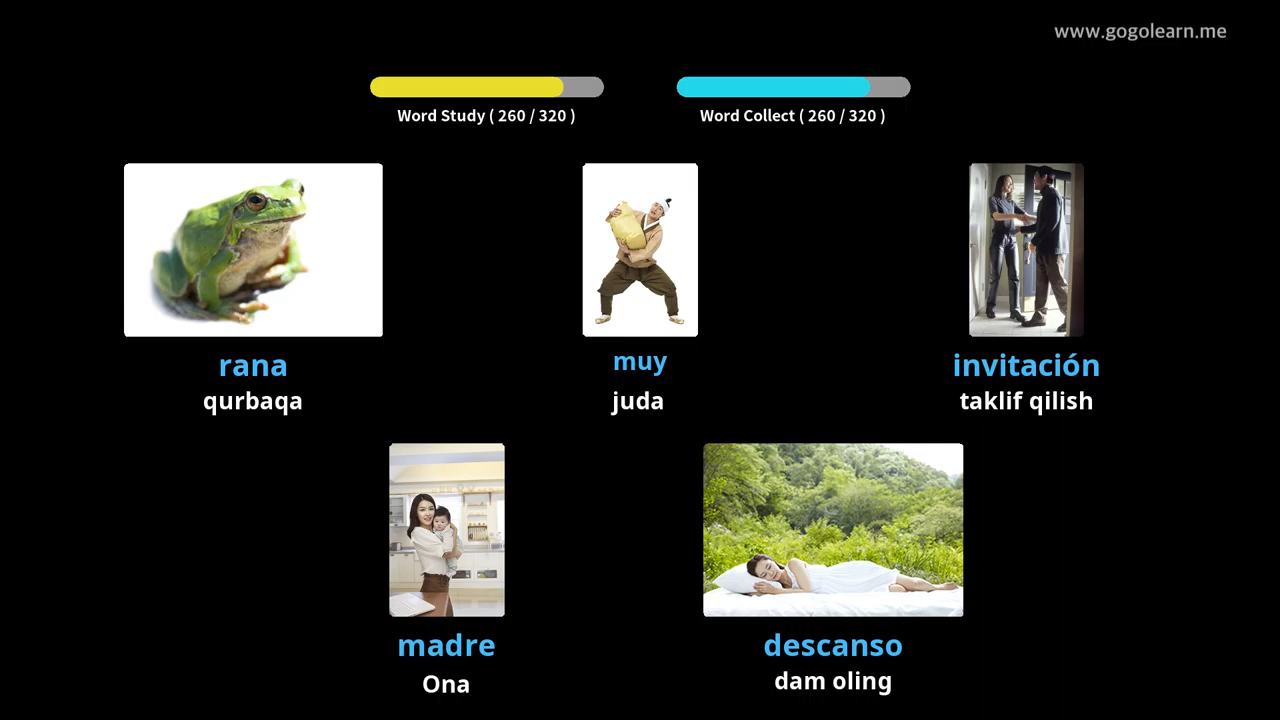 www.gogolearn.me
Word Study ( 260 / 320 )
Word Collect ( 260 / 320 )
rana
qurbaqa
muy
juda
invitación
taklif qilish
madre
Ona
descanso
dam oling